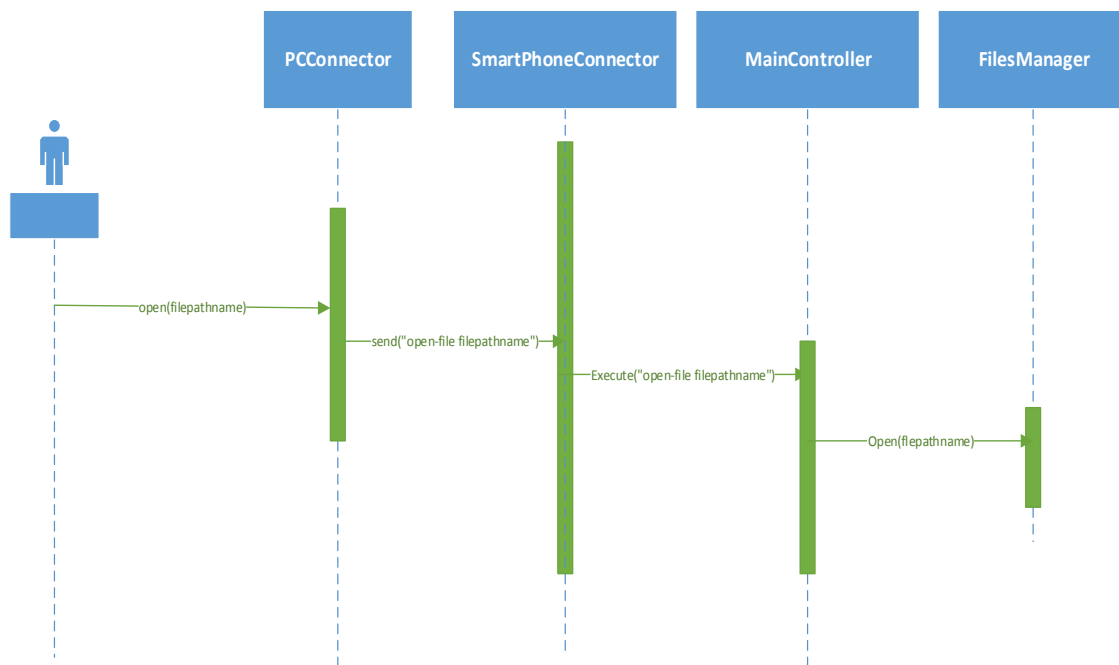 PCConnector
SmartPhoneConnector
MainController
FilesManager
open(filepathname)
send("open-file filepathname")
Execute("open-file filepathname")
Open(flepathname)